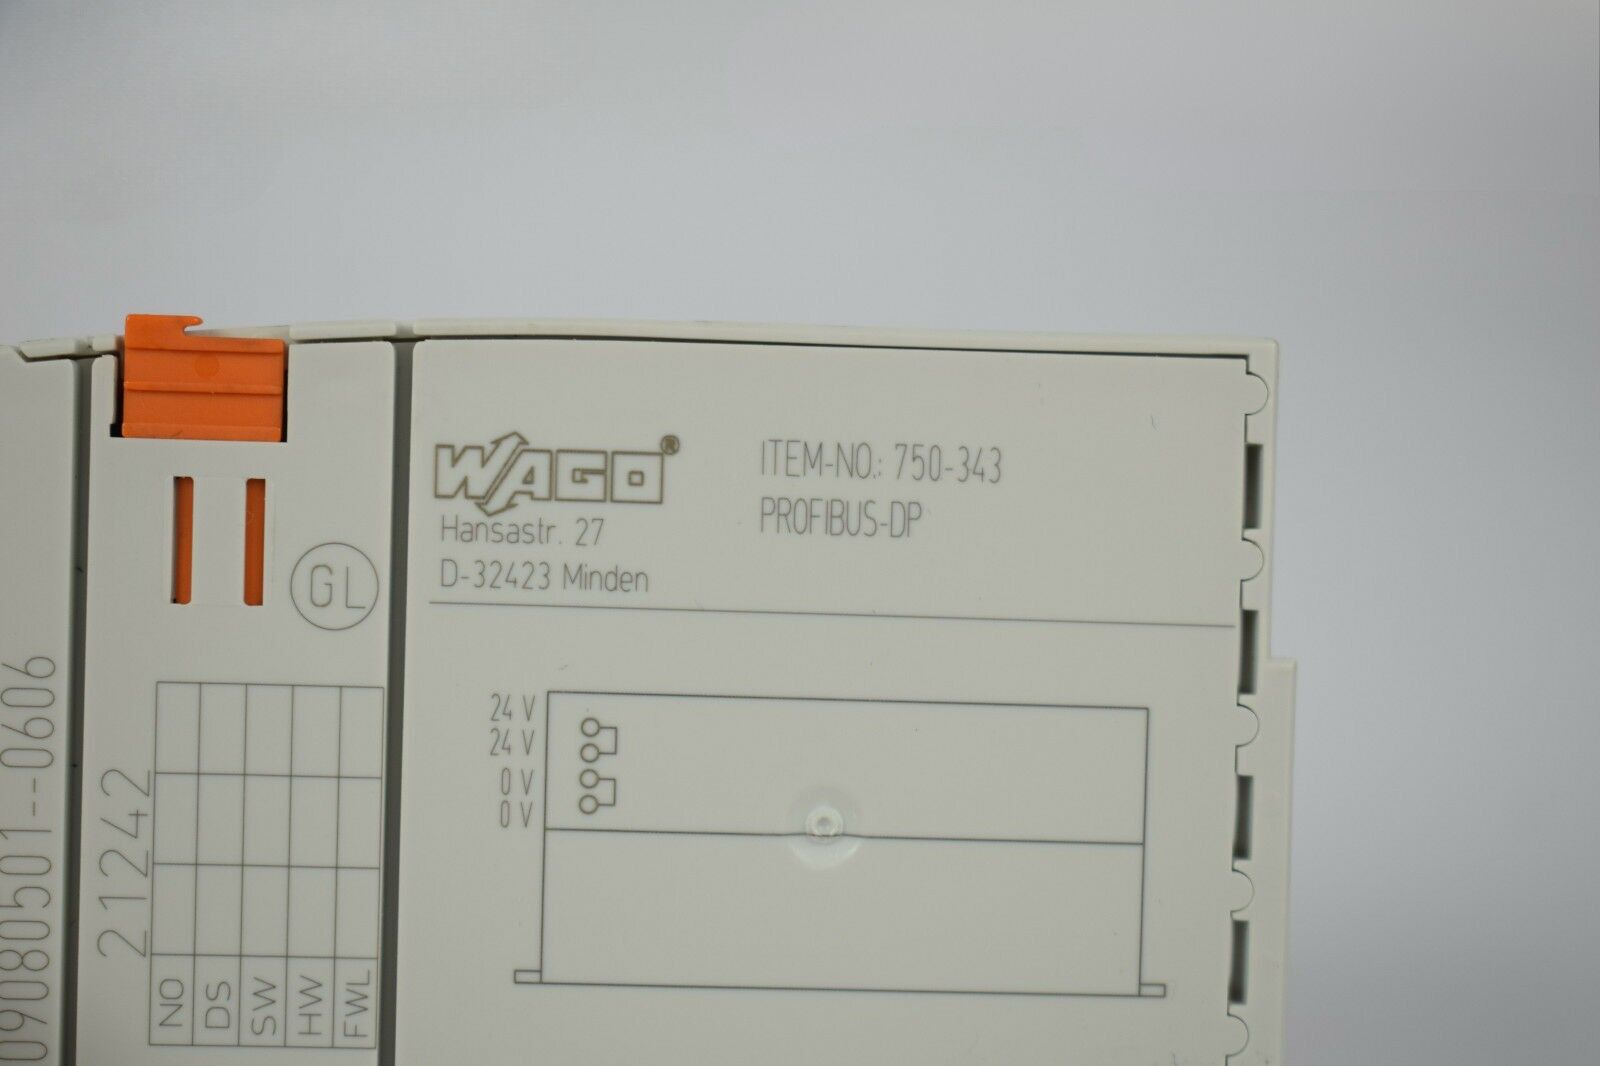 WAGO®
Hansastr. 27
D-32423 Minden
ITEM-NO.: 750-343
PROFIBUS-DP
GL
24 V
24 V
0 V
0 V
09080501--0606
21242
NO
DS
SW
HW
FWL